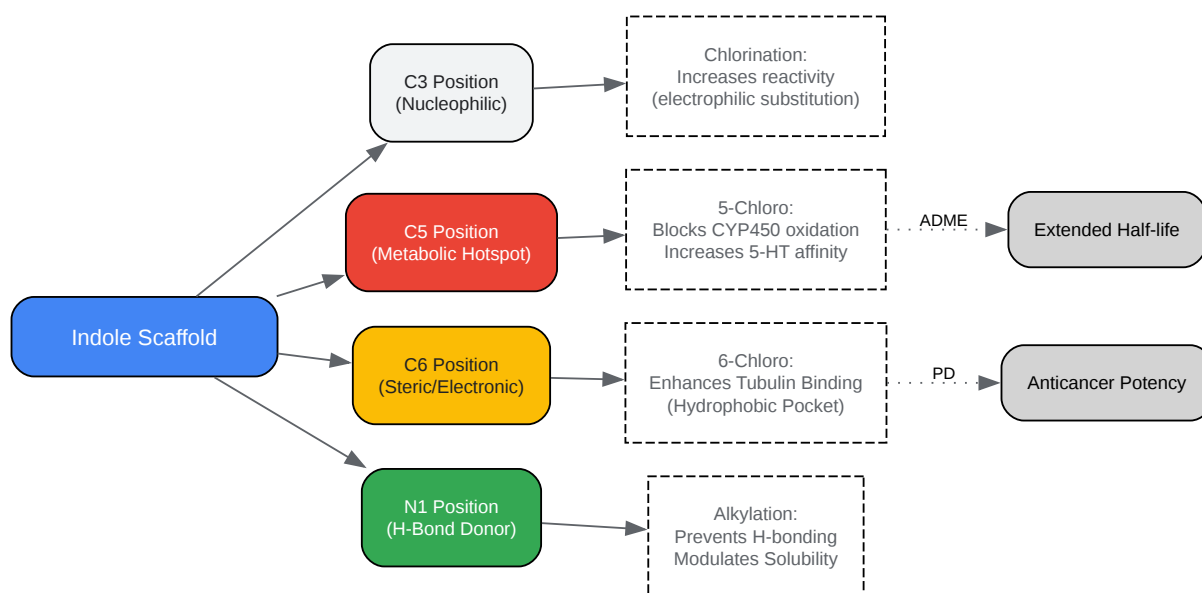 Indole Scaffold
C3 Position
(Nucleophilic)
Chlorination:
Increases reactivity
(electrophilic substitution)
C5 Position
(Metabolic Hotspot)
5-Chloro:
Blocks CYP450 oxidation
Increases 5-HT affinity
ADME
Extended Half-life
C6 Position
(Steric/Electronic)
6-Chloro:
Enhances Tubulin Binding
(Hydrophobic Pocket)
PD
Anticancer Potency
N1 Position
(H-Bond Donor)
Alkylation:
Prevents H-bonding
Modulates Solubility